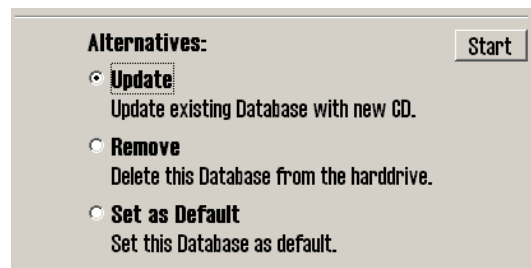 Alternatives:
Start
Update
Update existing Database with new CD.
Remove
Delete this Database from the harddrive.
Set as Default
Set this Database as default.